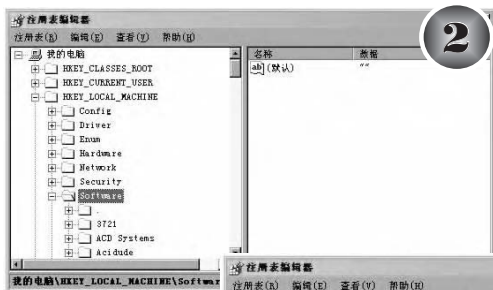 注册表编辑器
注册表(R) 编辑(E) 查看(V) 帮助(H)
2
我的电脑
HKEY_CLASSES_ROOT
HKEY_CURRENT_USER
HKEY_LOCAL_MACHINE
Config
Driver
Enum
Hardware
Network
Security
Software
.
3721
ACD Systems
Acidude
名称 数据
ab (默认) ""
我的电脑\HKEY_LOCAL_MACHINE\Softwar
注册表编辑器
注册表(R) 编辑(E) 查看(V) 帮助(H)